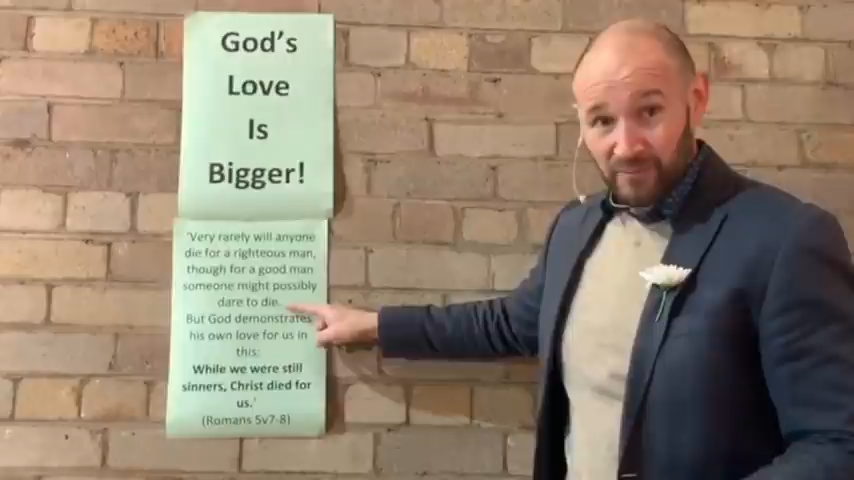 God's
Love
Is
Bigger!
'Very rarely will anyone
die for a righteous man,
though for a good man
someone might possibly
dare to die.
But God demonstrates
his own love for us in
this:
While we were still
sinners, Christ died for
us.'
(Romans 5v7-8)